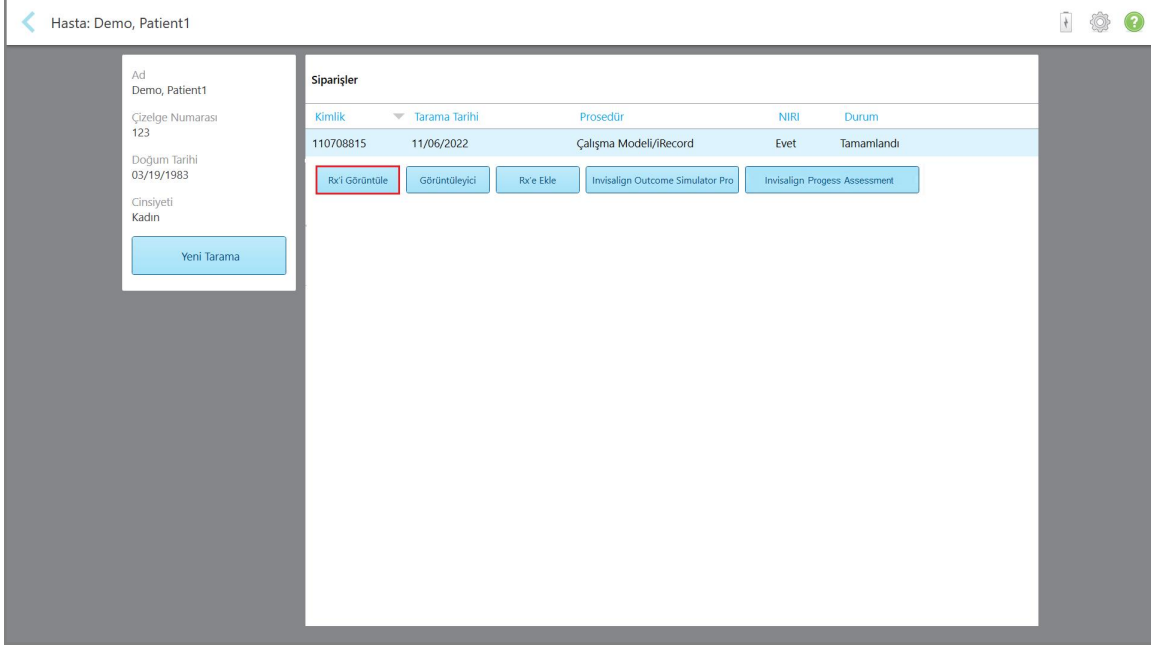 Hasta: Demo, Patient1
?
Ad
Demo, Patient1
Çizelge Numarası
123
Doğum Tarihi
03/19/1983
Cinsiyeti
Kadın
Yeni Tarama
Siparişler
Kimlik Tarama Tarihi Prosedür NIRI Durum
110708815 11/06/2022 Çalışma Modeli/iRecord Evet Tamamlandı
Rx'i Görüntüle Görüntüleyici Rx'e Ekle Invisalign Outcome Simulator Pro Invisalign Progess Assessment